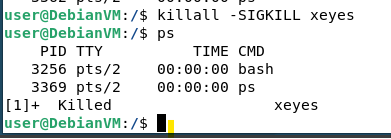 user@DebianVM:/$ killall -SIGKILL xeyes
user@DebianVM:/$ ps
    PID TTY          TIME CMD
   3256 pts/2    00:00:00 bash
   3369 pts/2    00:00:00 ps
[1]+  Killed                  xeyes
user@DebianVM:/$